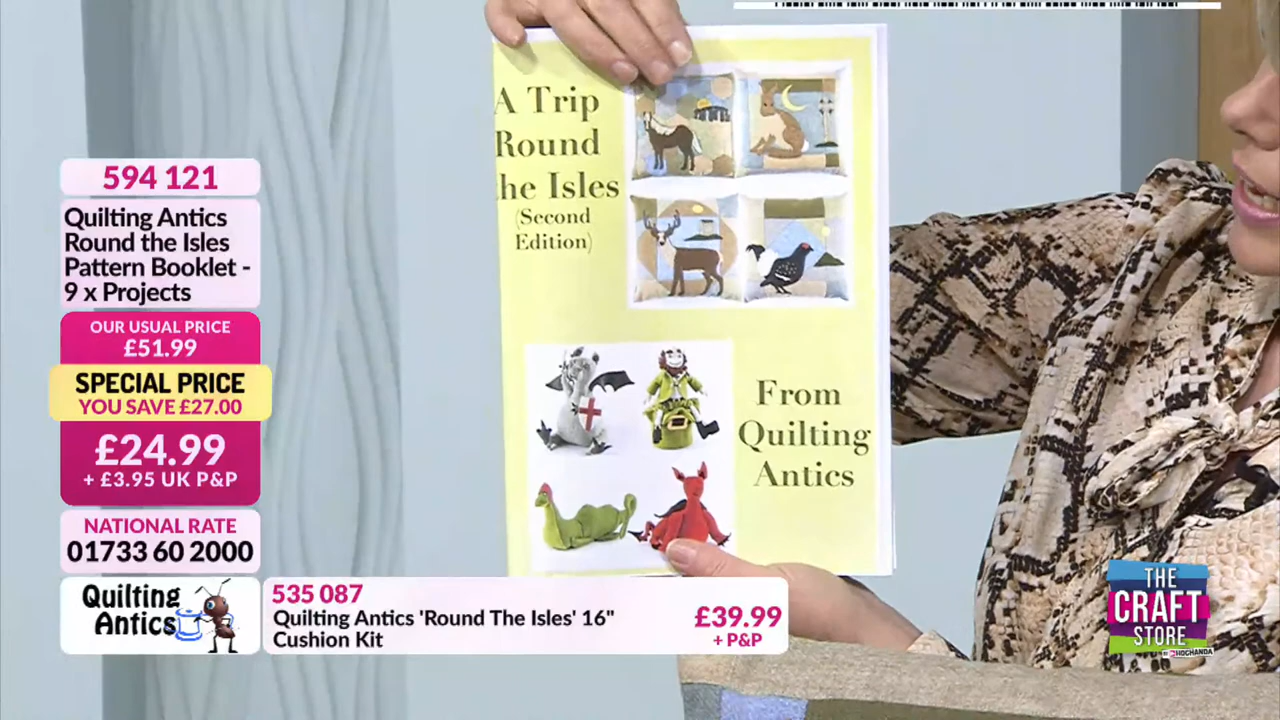 594 121
Quilting Antics
Round the Isles
Pattern Booklet -
9 x Projects
OUR USUAL PRICE
£51.99
SPECIAL PRICE
YOU SAVE £27.00
£24.99
+ £3.95 UK P&P
NATIONAL RATE
01733 60 2000
Quilting
Antics
535 087
Quilting Antics 'Round The Isles' 16"
Cushion Kit
£39.99
+ P&P
A Trip
Round
the Isles
(Second
Edition)
From
Quilting
Antics
THE
CRAFT
STORE
BY HOCHANDA